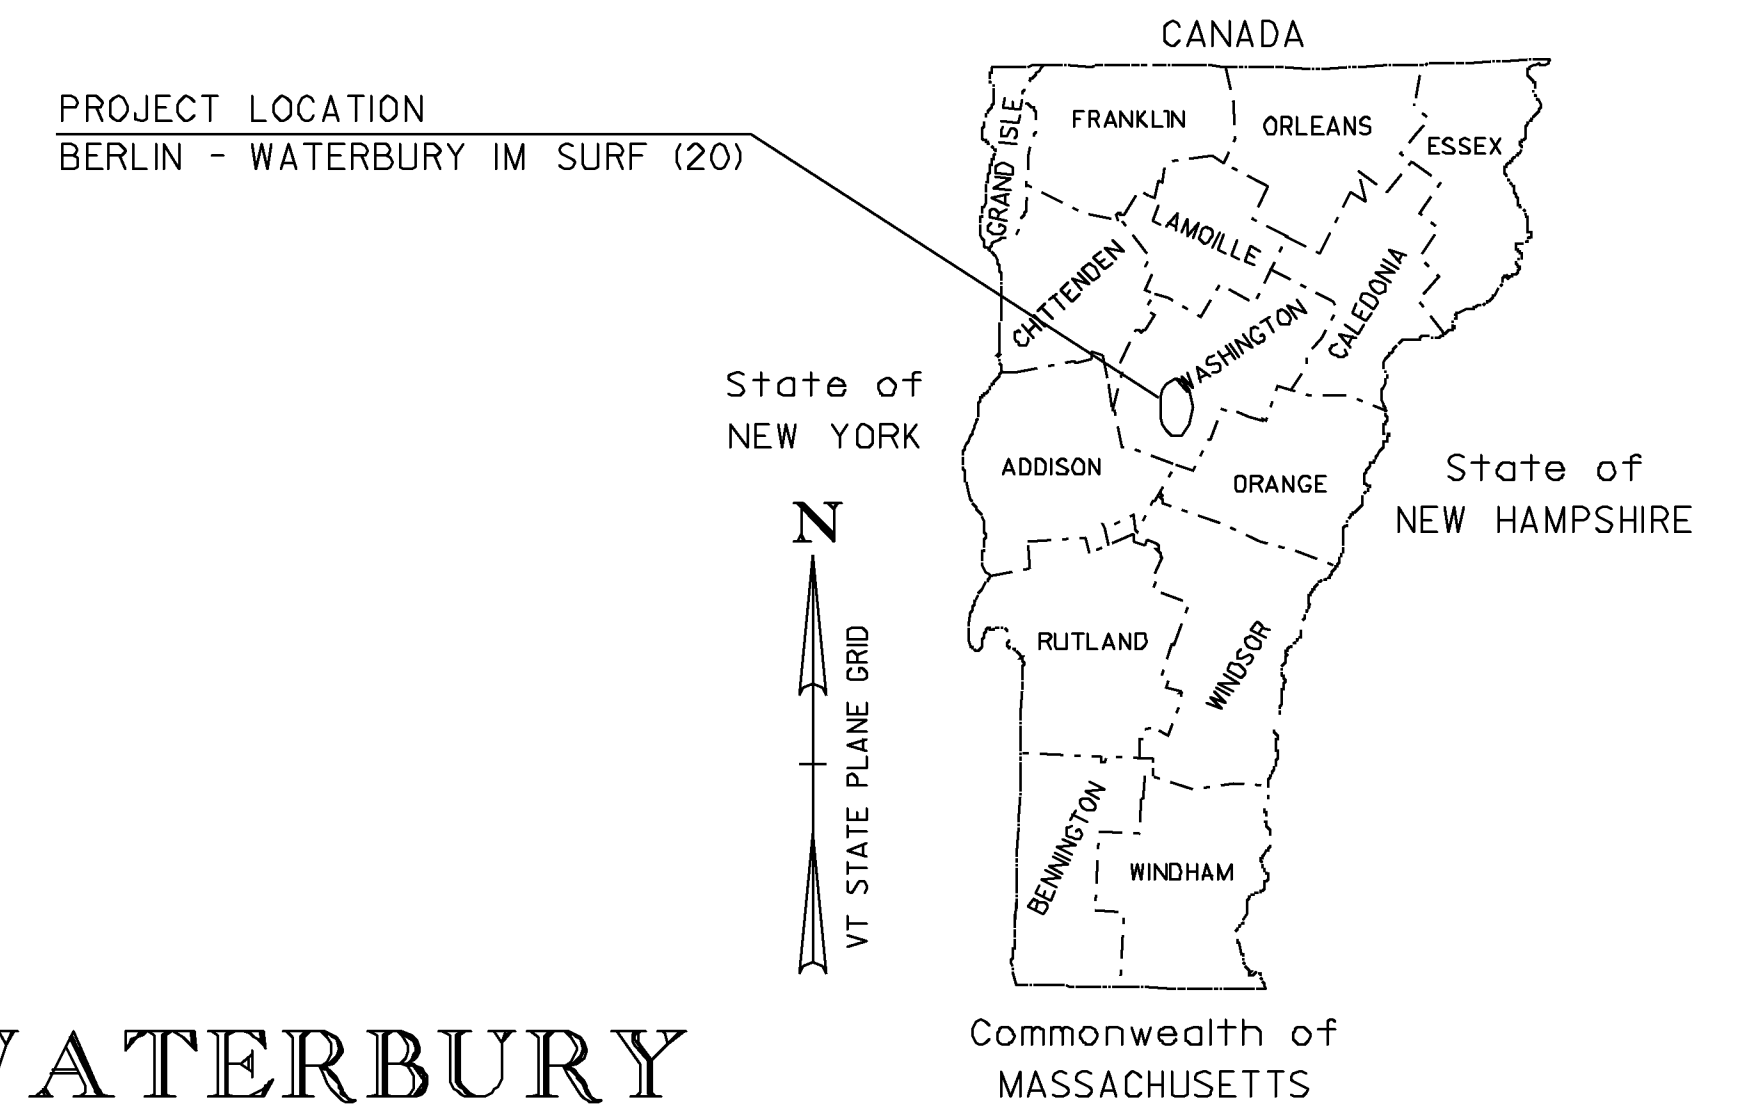 CANADA
PROJECT LOCATION
BERLIN - WATERBURY IM SURF (20)
GRAND ISLE
FRANKLIN
ORLEANS
ESSEX
LAMOILLE
CHITTENDEN
WASHINGTON
CALEDONIA
State of
NEW YORK
ADDISON
ORANGE
State of
NEW HAMPSHIRE
N
VT STATE PLANE GRID
RUTLAND
WINDSOR
BENNINGTON
WINDHAM
Commonwealth of
MASSACHUSETTS
WATERBURY